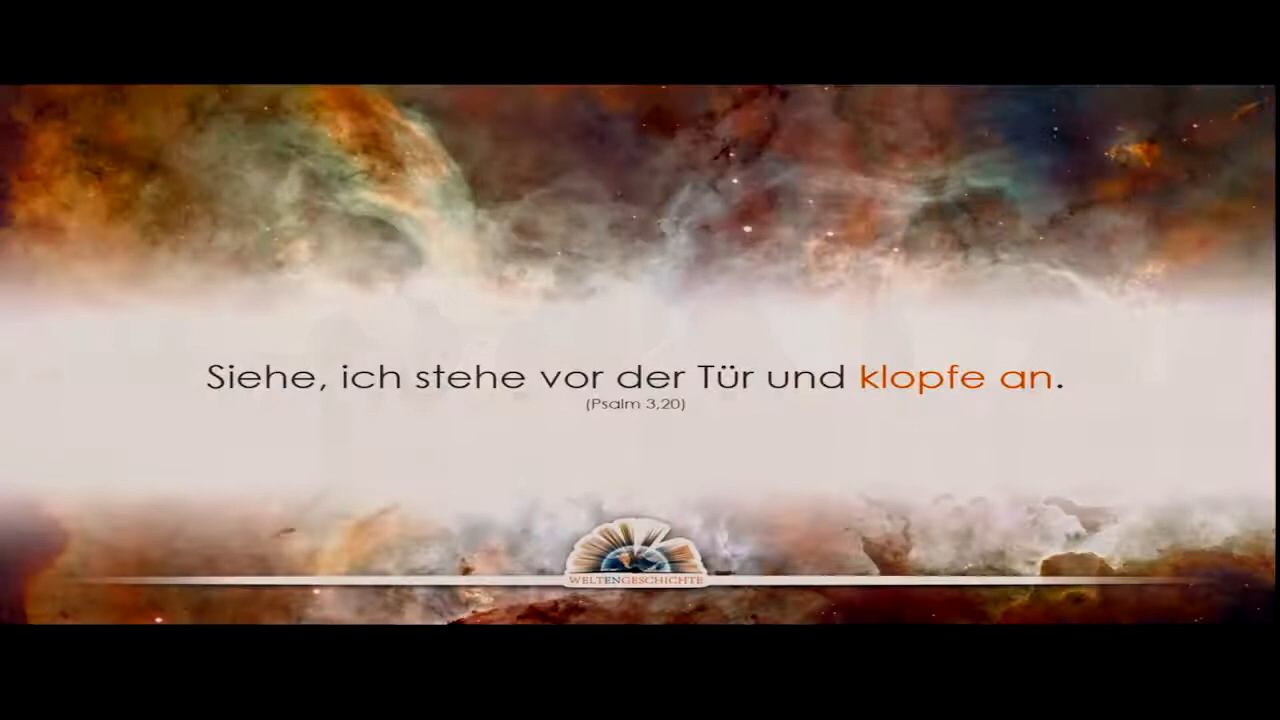 Siehe, ich stehe vor der Tür und klopfe an.
(Psalm 3,20)
WELTENGESCHICHTE